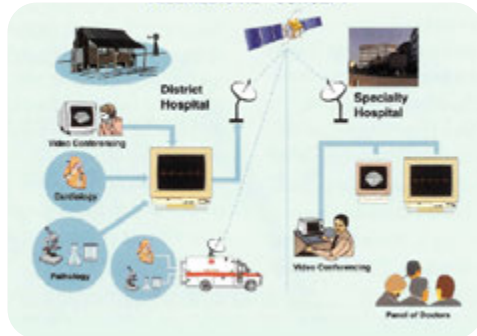 District
Hospital
Specialty
Hospital
Video Conferencing
Cardiology
Pathology
Video Conferencing
Panel of Doctors